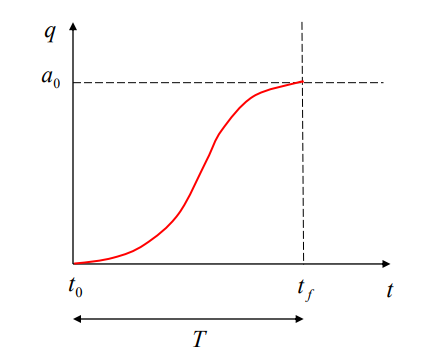 q
a₀
t₀ t_f t
T